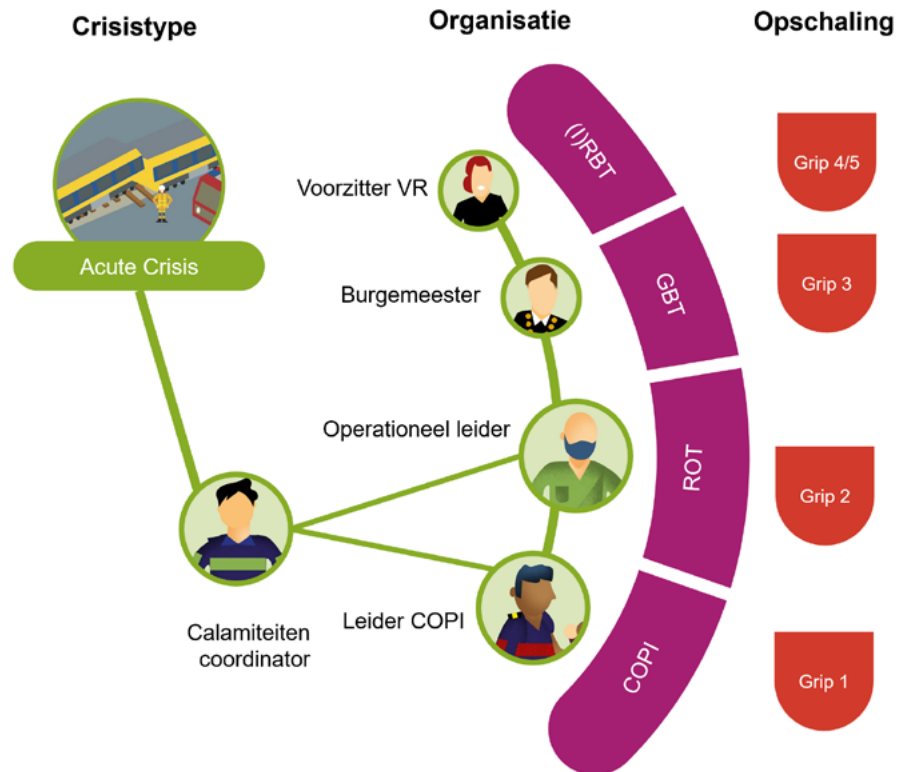 Crisistype
Organisatie
Opschaling
Acute Crisis
Calamiteiten
coordinator
Voorzitter VR
Burgemeester
Operationeel leider
Leider COPI
(I)RBT
GBT
ROT
COPI
Grip 4/5
Grip 3
Grip 2
Grip 1